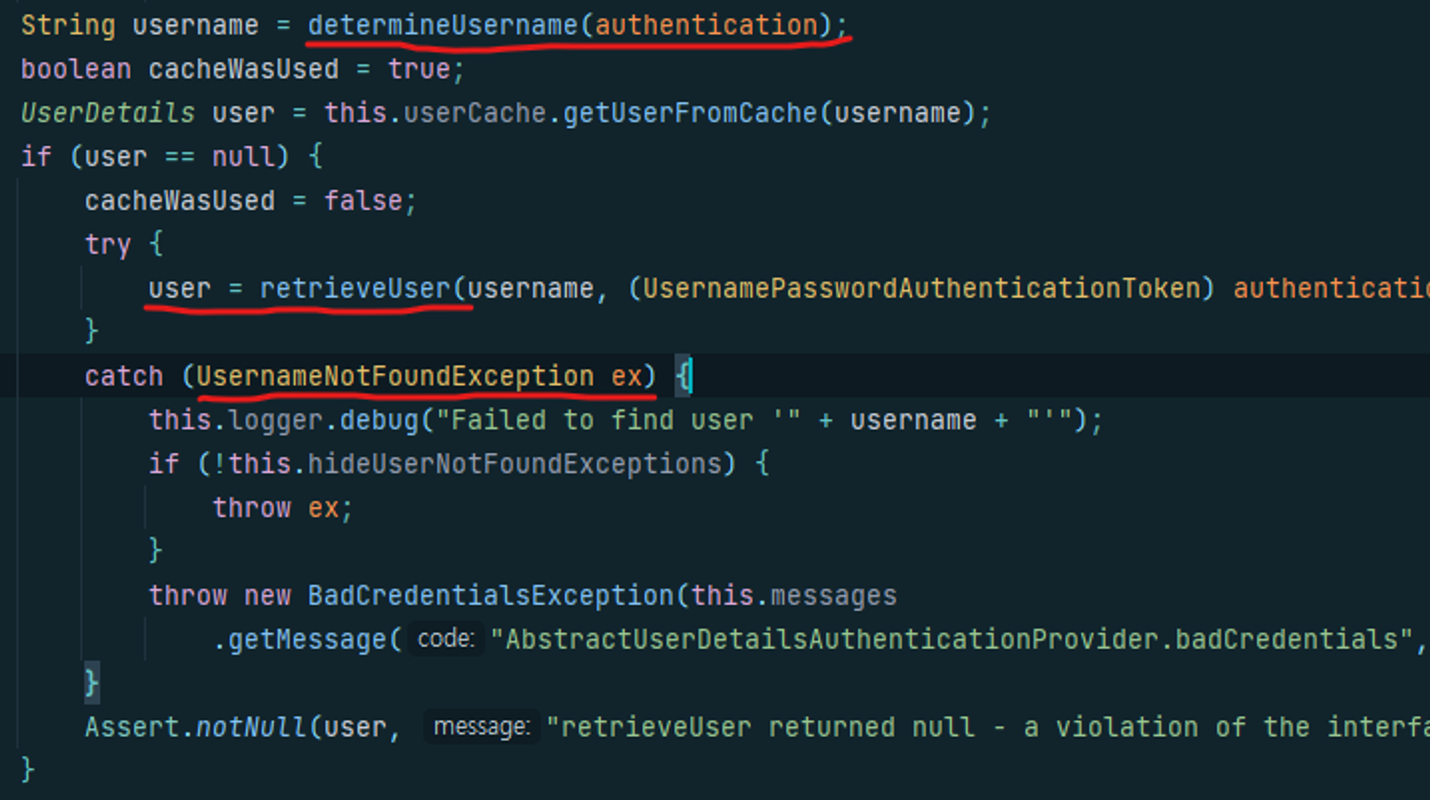 String username = determineUsername(authentication);
boolean cacheWasUsed = true;
UserDetails user = this.userCache.getUserFromCache(username);
if (user == null) {
    cacheWasUsed = false;
    try {
        user = retrieveUser(username, (UsernamePasswordAuthenticationToken) authenticatio
    }
    catch (UsernameNotFoundException ex) {
        this.logger.debug("Failed to find user '" + username + "'");
        if (!this.hideUserNotFoundExceptions) {
            throw ex;
        }
        throw new BadCredentialsException(this.messages
            .getMessage( code: "AbstractUserDetailsAuthenticationProvider.badCredentials",
    }
    Assert.notNull(user, message: "retrieveUser returned null - a violation of the interfa
}